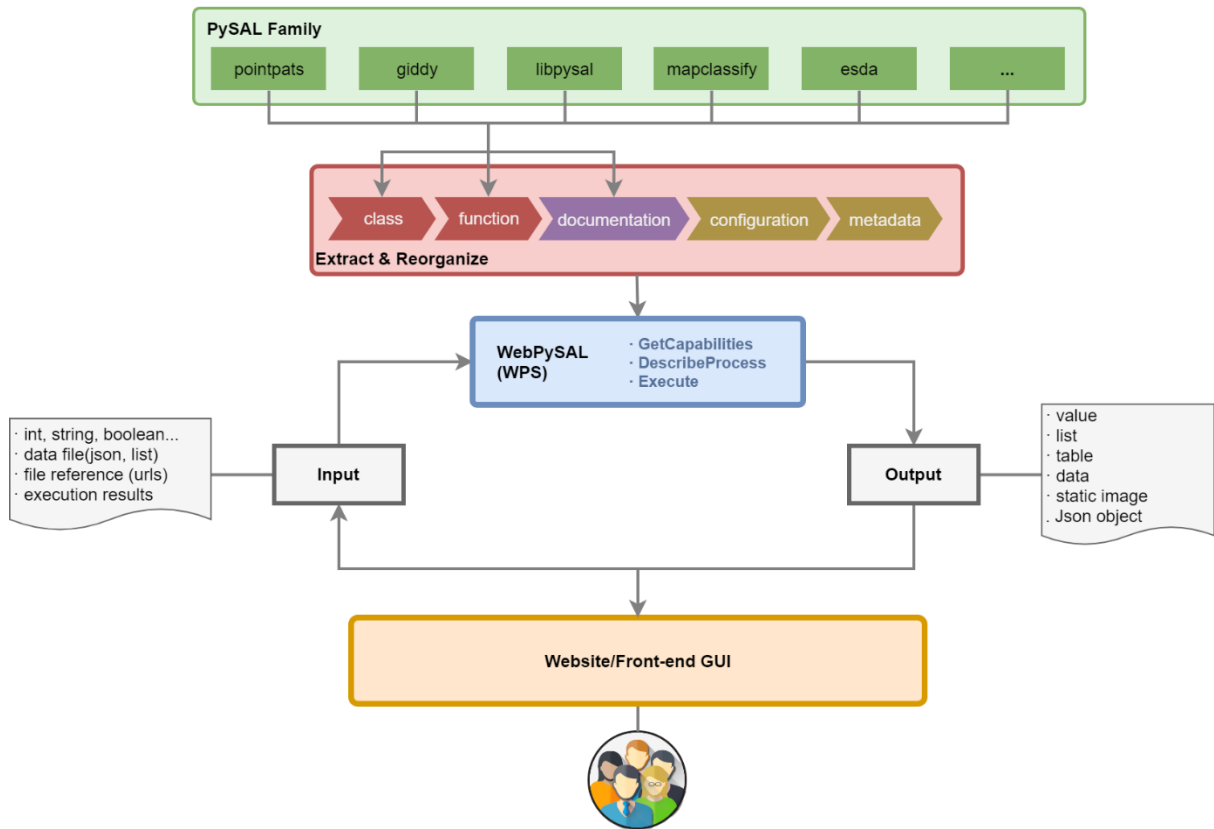 PySAL Family
pointpats
giddy
libpysal
mapclassify
esda
...
class
function
documentation
configuration
metadata
Extract & Reorganize
WebPySAL
(WPS)
· GetCapabilities
· DescribeProcess
· Execute
· int, string, boolean...
· data file(json, list)
· file reference (urls)
· execution results
Input
Output
· value
· list
· table
· data
· static image
. Json object
Website/Front-end GUI